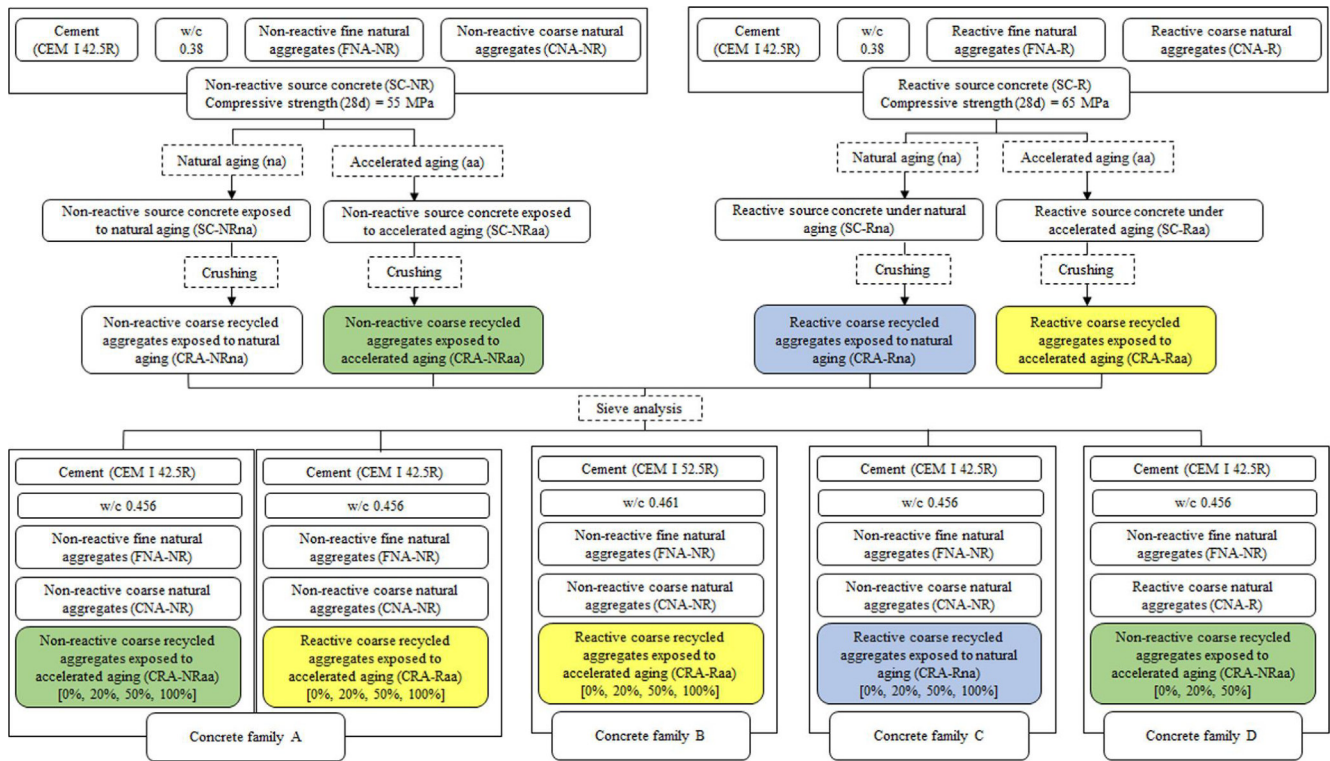 Cement
(CEM I 42.5R)
w/c
0.38
Non-reactive fine natural
aggregates (FNA-NR)
Non-reactive coarse natural
aggregates (CNA-NR)
Non-reactive source concrete (SC-NR)
Compressive strength (28d) = 55 MPa
Natural aging (na)
Accelerated aging (aa)
Non-reactive source concrete exposed
to natural aging (SC-NRna)
Non-reactive source concrete exposed
to accelerated aging (SC-NRaa)
Crushing
Crushing
Non-reactive coarse recycled
aggregates exposed to natural
aging (CRA-NRna)
Non-reactive coarse recycled
aggregates exposed to
accelerated aging (CRA-NRaa)
Cement
(CEM I 42.5R)
w/c
0.38
Reactive fine natural
aggregates (FNA-R)
Reactive coarse natural
aggregates (CNA-R)
Reactive source concrete (SC-R)
Compressive strength (28d) = 65 MPa
Natural aging (na)
Accelerated aging (aa)
Reactive source concrete under natural
aging (SC-Rna)
Reactive source concrete under
accelerated aging (SC-Raa)
Crushing
Crushing
Reactive coarse recycled
aggregates exposed to natural
aging (CRA-Rna)
Reactive coarse recycled
aggregates exposed to
accelerated aging (CRA-Raa)
Sieve analysis
Cement (CEM I 42.5R)
w/c 0.456
Non-reactive fine natural
aggregates (FNA-NR)
Non-reactive coarse natural
aggregates (CNA-NR)
Non-reactive coarse recycled
aggregates exposed to
accelerated aging (CRA-NRaa)
[0%, 20%, 50%, 100%]
Cement (CEM I 42.5R)
w/c 0.456
Non-reactive fine natural
aggregates (FNA-NR)
Non-reactive coarse natural
aggregates (CNA-NR)
Reactive coarse recycled
aggregates exposed to
accelerated aging (CRA-Raa)
[0%, 20%, 50%, 100%]
Concrete family A
Cement (CEM I 52.5R)
w/c 0.461
Non-reactive fine natural
aggregates (FNA-NR)
Non-reactive coarse natural
aggregates (CNA-NR)
Reactive coarse recycled
aggregates exposed to
accelerated aging (CRA-Raa)
[0%, 20%, 50%, 100%]
Concrete family B
Cement (CEM I 42.5R)
w/c 0.456
Non-reactive fine natural
aggregates (FNA-NR)
Non-reactive coarse natural
aggregates (CNA-NR)
Reactive coarse recycled
aggregates exposed to natural
aging (CRA-Rna)
[0%, 20%, 50%, 100%]
Concrete family C
Cement (CEM I 42.5R)
w/c 0.456
Non-reactive fine natural
aggregates (FNA-NR)
Reactive coarse natural
aggregates (CNA-R)
Non-reactive coarse recycled
aggregates exposed to
accelerated aging (CRA-NRaa)
[0%, 20%, 50%]
Concrete family D